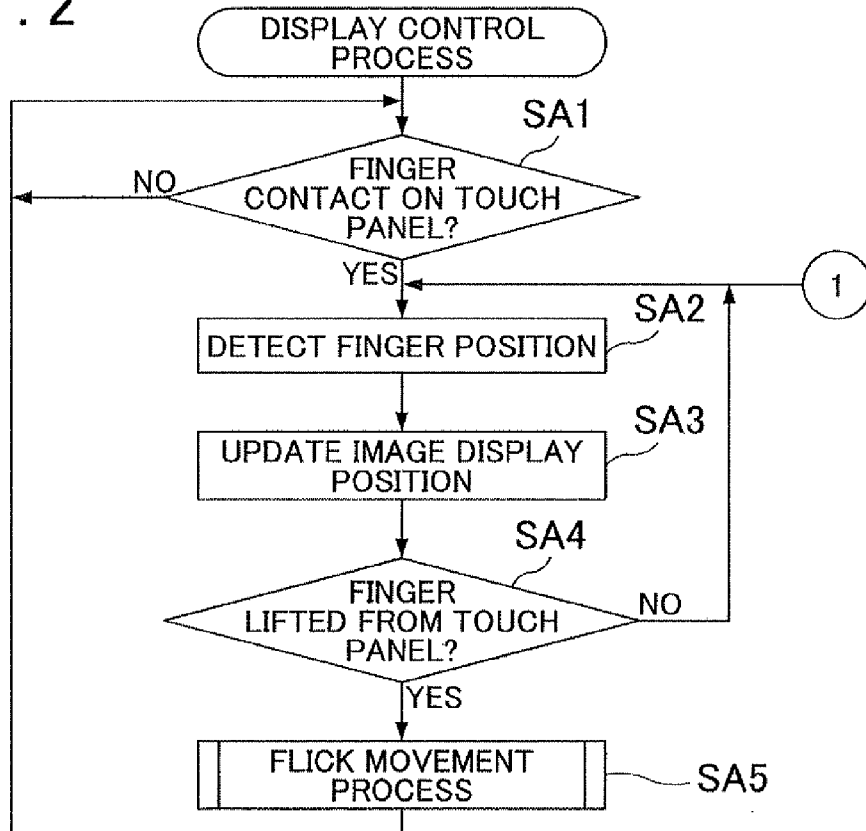 . 2
DISPLAY CONTROL
PROCESS
SA1
FINGER
CONTACT ON TOUCH
PANEL?
NO
YES
1
SA2
DETECT FINGER POSITION
SA3
UPDATE IMAGE DISPLAY
POSITION
SA4
FINGER
LIFTED FROM TOUCH
PANEL?
NO
YES
FLICK MOVEMENT
PROCESS
SA5